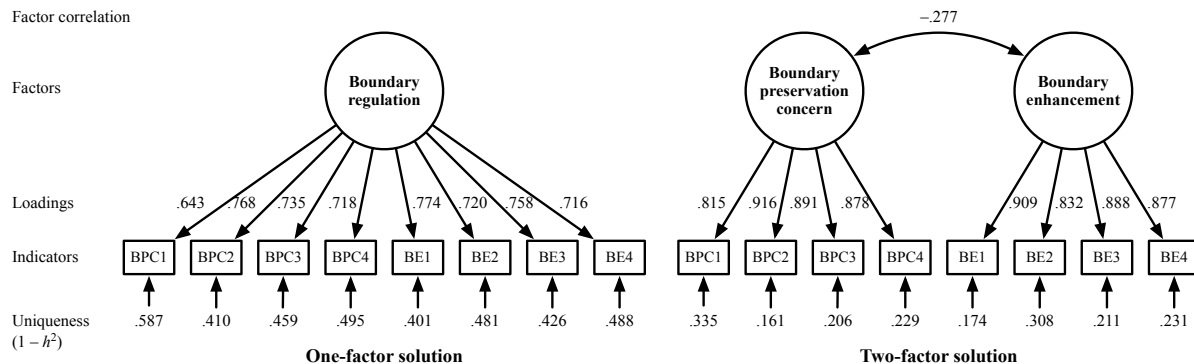 Factor correlation
–.277
Factors
Boundary
regulation
Boundary
preservation
concern
Boundary
enhancement
Loadings
.643 .768 .735 .718 .774 .720 .758 .716
.815 .916 .891 .878 .909 .832 .888 .877
Indicators
BPC1 BPC2 BPC3 BPC4 BE1 BE2 BE3 BE4
BPC1 BPC2 BPC3 BPC4 BE1 BE2 BE3 BE4
Uniqueness
(1 – h²)
.587 .410 .459 .495 .401 .481 .426 .488
.335 .161 .206 .229 .174 .308 .211 .231
One-factor solution
Two-factor solution